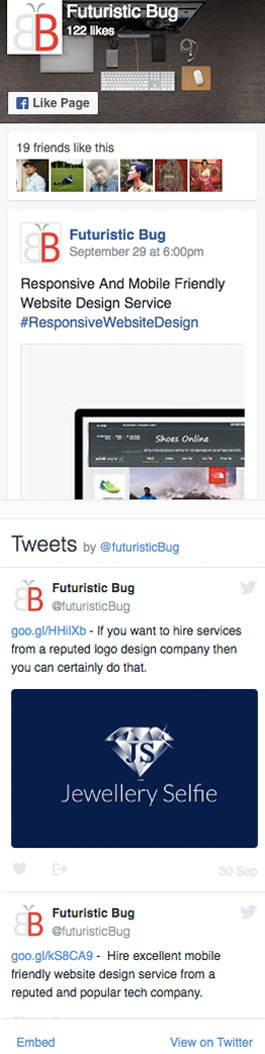 Futuristic Bug
122 likes
Like Page
19 friends like this
Futuristic Bug
September 29 at 6:00pm
Responsive And Mobile Friendly
Website Design Service
#ResponsiveWebsiteDesign
Shoes Online
Tweets by @futuristicBug
Futuristic Bug
@futuristicBug
goo.gl/HHilXb - If you want to hire services
from a reputed logo design company then
you can certainly do that.
JS
Jewellery Selfie
30 Sep
Futuristic Bug
@futuristicBug
goo.gl/kS8CA9 - Hire excellent mobile
friendly website design service from a
reputed and popular tech company.
Embed
View on Twitter